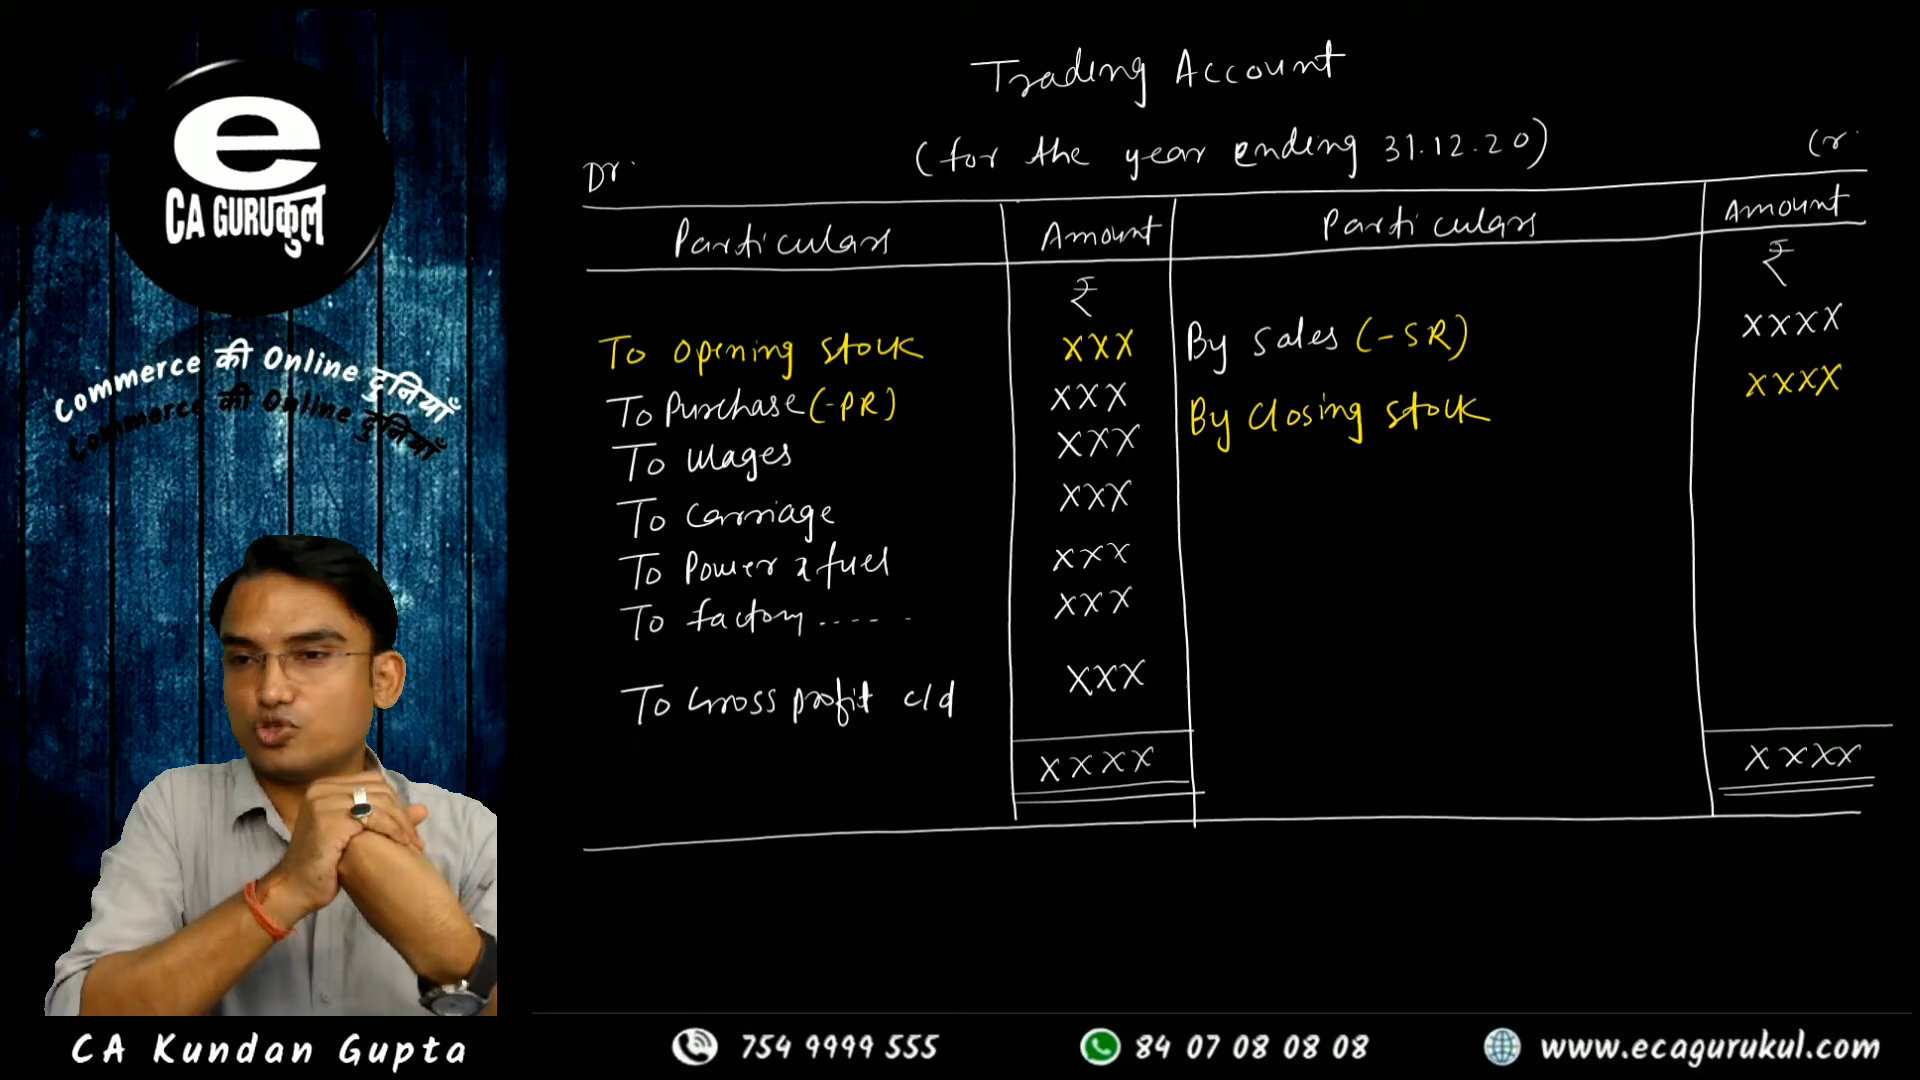 e
CA GURUकुल
Commerce की Online दुनियाँ
Commerce की Online दुनियाँ
CA Kundan Gupta
Trading Account
(for the year ending 31.12.20)
Dr. Cr.
Particulars Amount Particulars Amount
₹ ₹
To opening stock XXX By Sales (-SR) XXXX
To Purchase (-PR) XXX By Closing stock XXXX
To Wages XXX
To Carriage XXX
To Power & fuel XXX
To factory ..... XXX
To Gross profit c/d XXX
XXXX XXXX
754 9999 555 84 07 08 08 08 www.ecagurukul.com